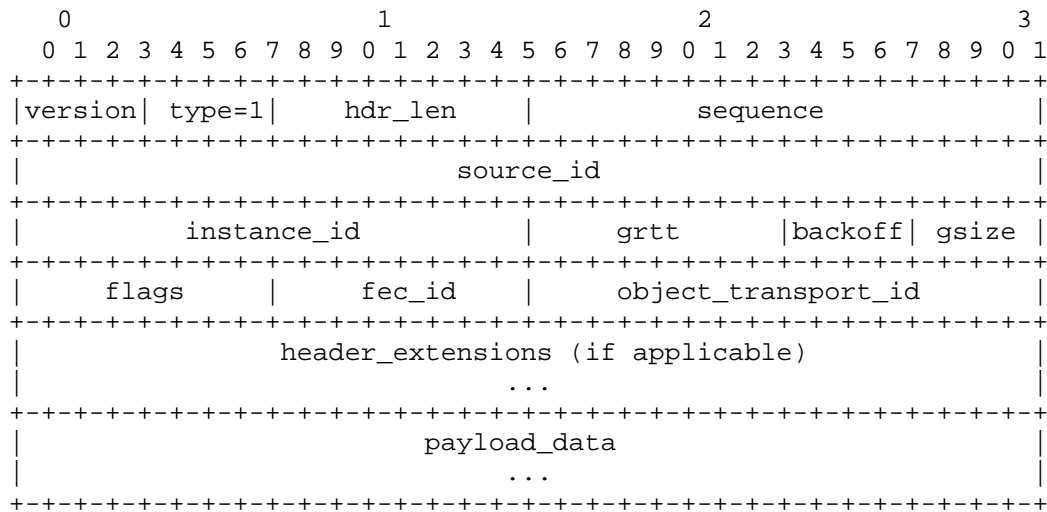 0                   1                   2                   3
0 1 2 3 4 5 6 7 8 9 0 1 2 3 4 5 6 7 8 9 0 1 2 3 4 5 6 7 8 9 0 1
+-+-+-+-+-+-+-+-+-+-+-+-+-+-+-+-+-+-+-+-+-+-+-+-+-+-+-+-+-+-+-+-+
|version| type=1|    hdr_len    |          sequence             |
+-+-+-+-+-+-+-+-+-+-+-+-+-+-+-+-+-+-+-+-+-+-+-+-+-+-+-+-+-+-+-+-+
|                           source_id                           |
+-+-+-+-+-+-+-+-+-+-+-+-+-+-+-+-+-+-+-+-+-+-+-+-+-+-+-+-+-+-+-+-+
|          instance_id          |     grtt      |backoff| gsize |
+-+-+-+-+-+-+-+-+-+-+-+-+-+-+-+-+-+-+-+-+-+-+-+-+-+-+-+-+-+-+-+-+
|     flags     |     fec_id    |     object_transport_id       |
+-+-+-+-+-+-+-+-+-+-+-+-+-+-+-+-+-+-+-+-+-+-+-+-+-+-+-+-+-+-+-+-+
|                header_extensions (if applicable)              |
|                              ...                              |
+-+-+-+-+-+-+-+-+-+-+-+-+-+-+-+-+-+-+-+-+-+-+-+-+-+-+-+-+-+-+-+-+
|                         payload_data                          |
|                              ...                              |
+-+-+-+-+-+-+-+-+-+-+-+-+-+-+-+-+-+-+-+-+-+-+-+-+-+-+-+-+-+-+-+-+